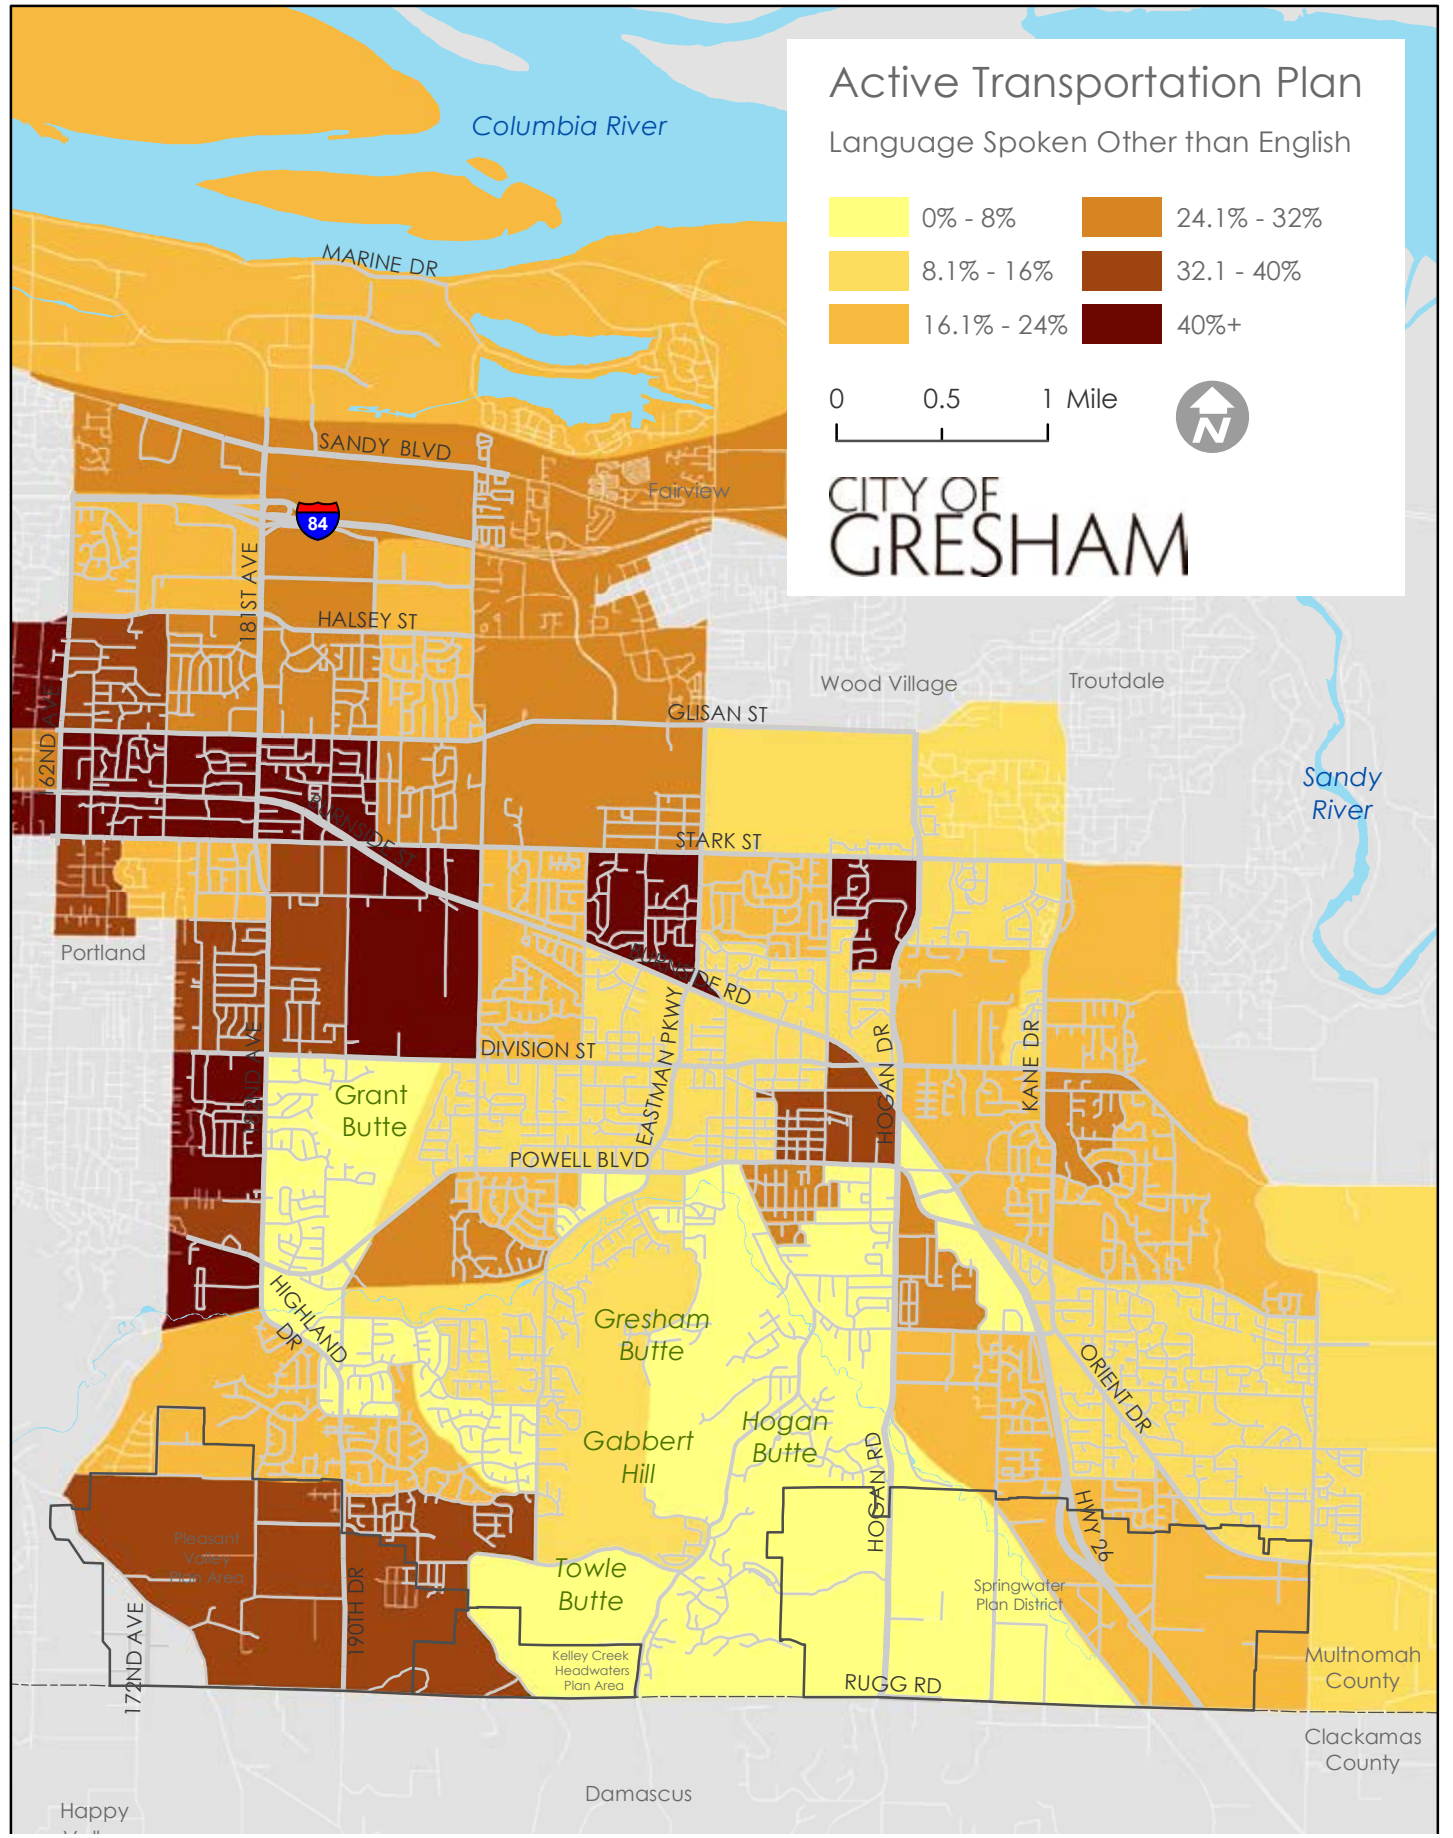 Active Transportation Plan
Language Spoken Other than English
0% - 8%
8.1% - 16%
16.1% - 24%
24.1% - 32%
32.1 - 40%
40%+
0 0.5 1 Mile
N
CITY OF
GRESHAM
Columbia River
MARINE DR
SANDY BLVD
Fairview
84
181ST AVE
HALSEY ST
Wood Village
Troutdale
162ND AVE
GLISAN ST
Sandy
River
BURNSIDE ST
STARK ST
Portland
BURNSIDE RD
182ND AVE
DIVISION ST
EASTMAN PKWY
HOGAN DR
KANE DR
Grant
Butte
POWELL BLVD
HIGHLAND
DR
Gresham
Butte
ORIENT DR
Hogan
Butte
Gabbert
Hill
HOGAN RD
HWY 26
Pleasant
Valley
Plan Area
Towle
Butte
Springwater
Plan District
190TH DR
172ND AVE
Kelley Creek
Headwaters
Plan Area
RUGG RD
Multnomah
County
Clackamas
County
Damascus
Happy